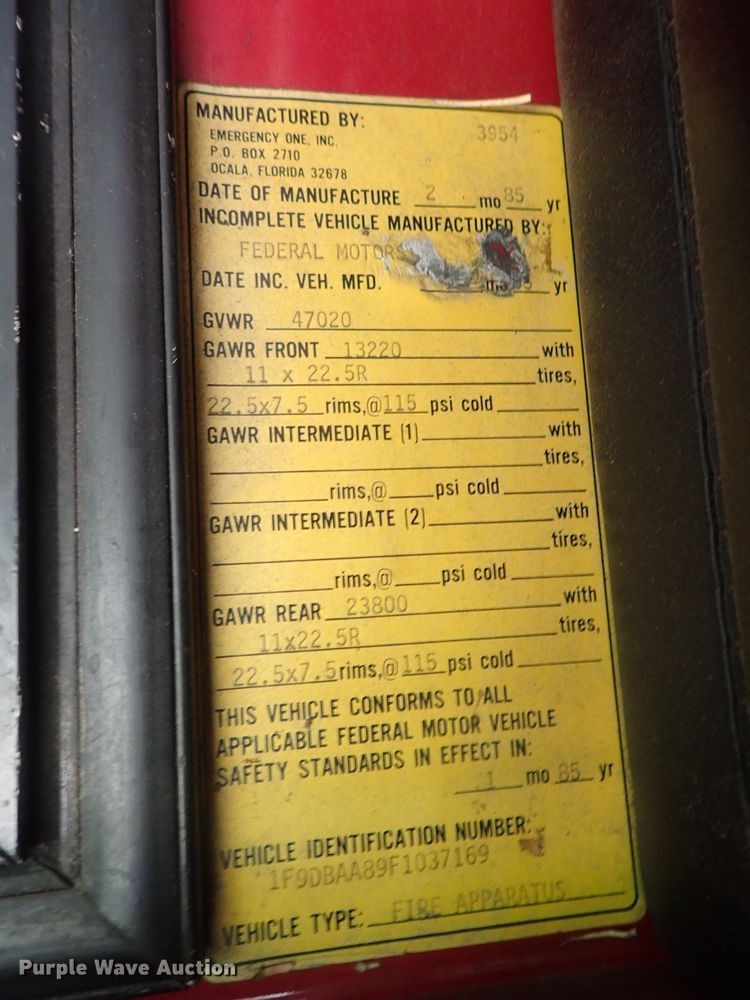 MANUFACTURED BY: 3954
EMERGENCY ONE, INC.
P.O. BOX 2710
OCALA, FLORIDA 32678
DATE OF MANUFACTURE 2 mo 85 yr
INCOMPLETE VEHICLE MANUFACTURED BY:
FEDERAL MOTORS
DATE INC. VEH. MFD. mo yr
GVWR 47020
GAWR FRONT 13220 with
11 x 22.5R tires,
22.5x7.5 rims,@ 115 psi cold
GAWR INTERMEDIATE (1) with
tires,
rims,@ psi cold
GAWR INTERMEDIATE (2) with
tires,
rims,@ psi cold
GAWR REAR 23800 with
11x22.5R tires,
22.5x7.5 rims,@ 115 psi cold
THIS VEHICLE CONFORMS TO ALL
APPLICABLE FEDERAL MOTOR VEHICLE
SAFETY STANDARDS IN EFFECT IN:
1 mo 85 yr
VEHICLE IDENTIFICATION NUMBER:
1F9DBAA89F1037169
VEHICLE TYPE: FIRE APPARATUS
Purple Wave Auction